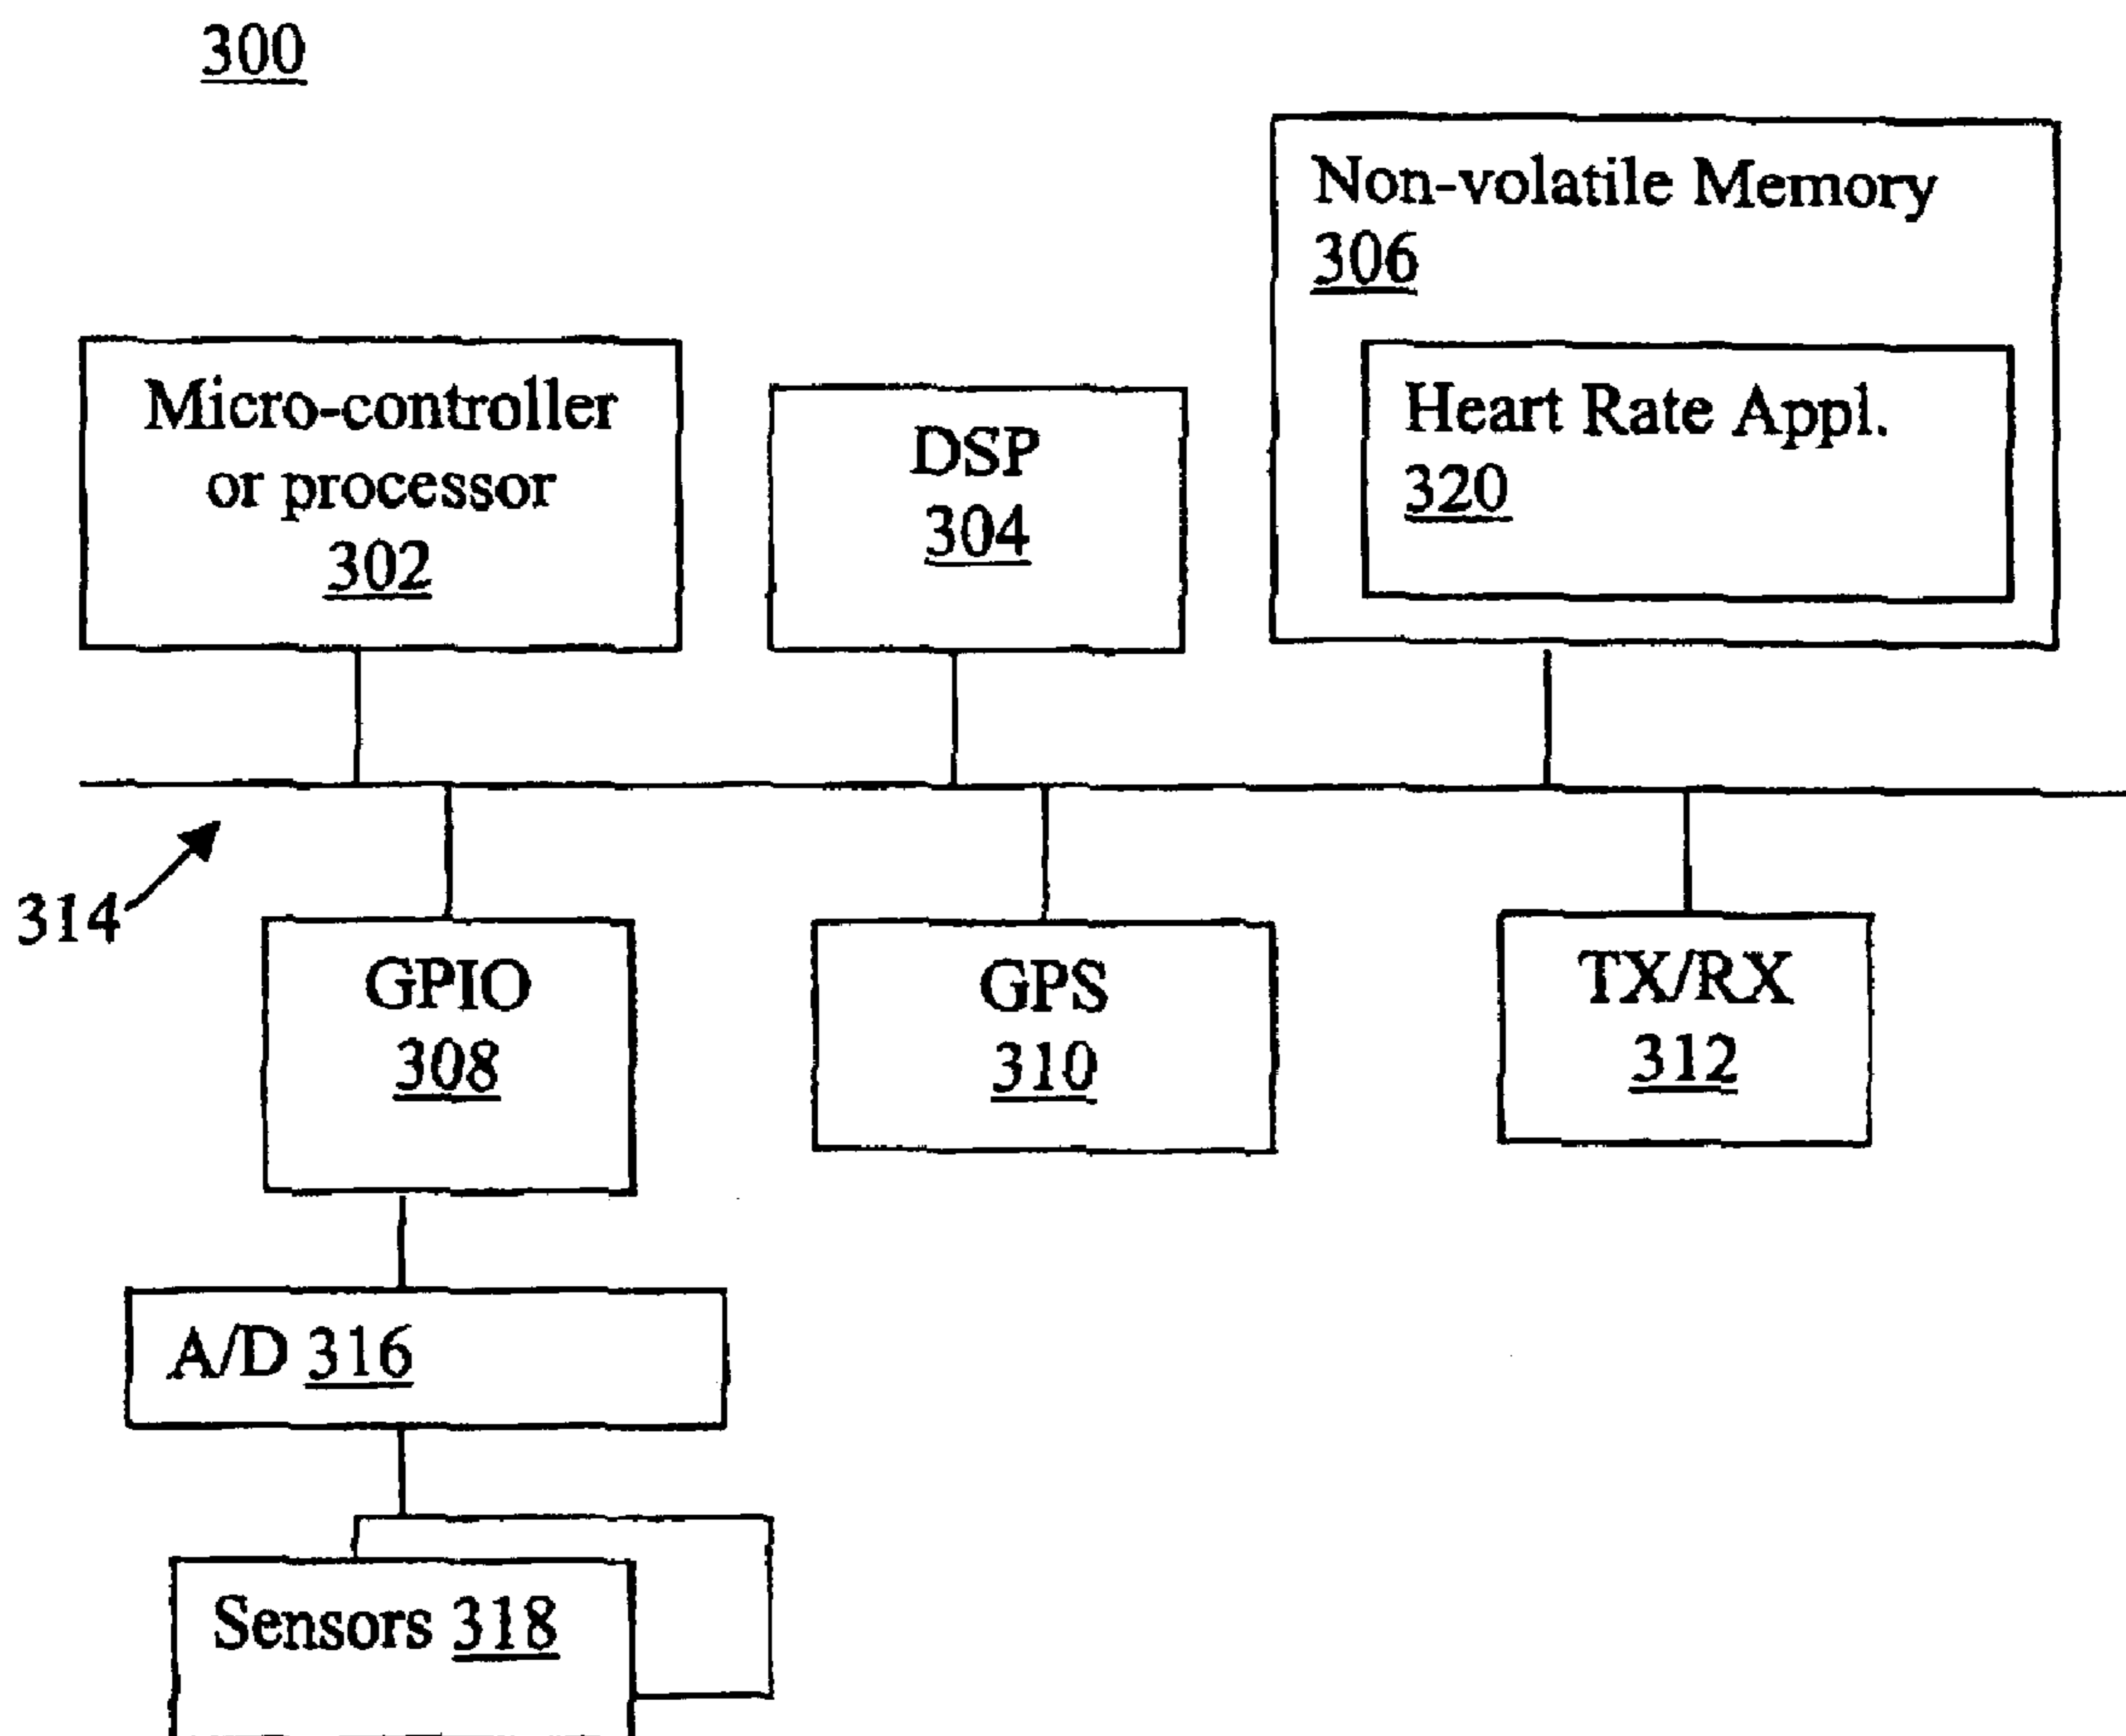 300
Non-volatile Memory
306
Heart Rate Appl.
320
Micro-controller
or processor
302
DSP
304
314
GPIO
308
GPS
310
TX/RX
312
A/D 316
Sensors 318